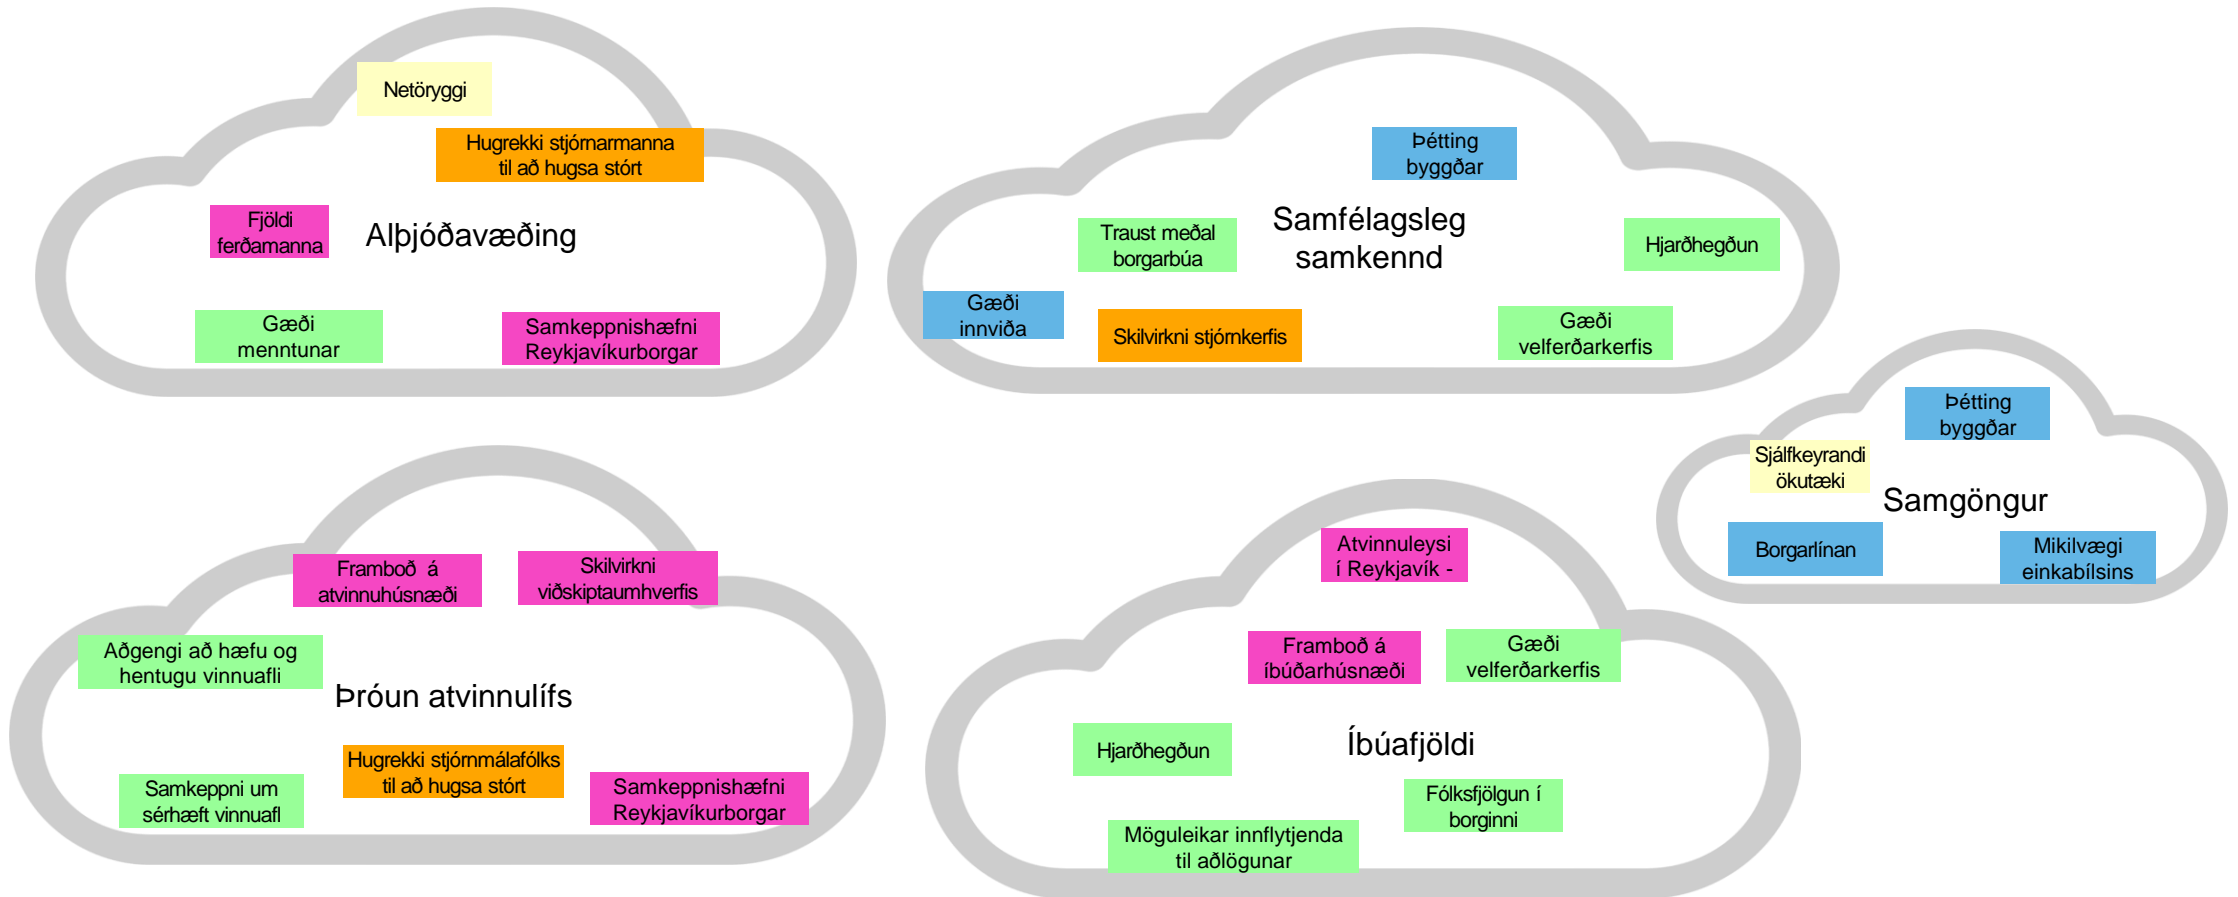 Netöryggi
Hugrekki stjórnarmanna
til að hugsa stórt
Fjöldi
ferðamanna
Alþjóðavæðing
Gæði
menntunar
Samkeppnishæfni
Reykjavíkurborgar
Þétting
byggðar
Traust meðal
borgarbúa
Samfélagsleg
samkennd
Hjarðhegðun
Gæði
innviða
Skilvirkni stjórnkerfis
Gæði
velferðarkerfis
Þétting
byggðar
Sjálfkeyrandi
ökutæki
Samgöngur
Borgarlínan
Mikilvægi
einkabílsins
Framboð á
atvinnuhúsnæði
Skilvirkni
viðskiptaumhverfis
Aðgengi að hæfu og
hentugu vinnuafli
Þróun atvinnulífs
Samkeppni um
sérhæft vinnuafl
Hugrekki stjórnmálafólks
til að hugsa stórt
Samkeppnishæfni
Reykjavíkurborgar
Atvinnuleysi
í Reykjavík -
Framboð á
íbúðarhúsnæði
Gæði
velferðarkerfis
Hjarðhegðun
Íbúafjöldi
Fólksfjölgun í
borginni
Möguleikar innflytjenda
til aðlögunar